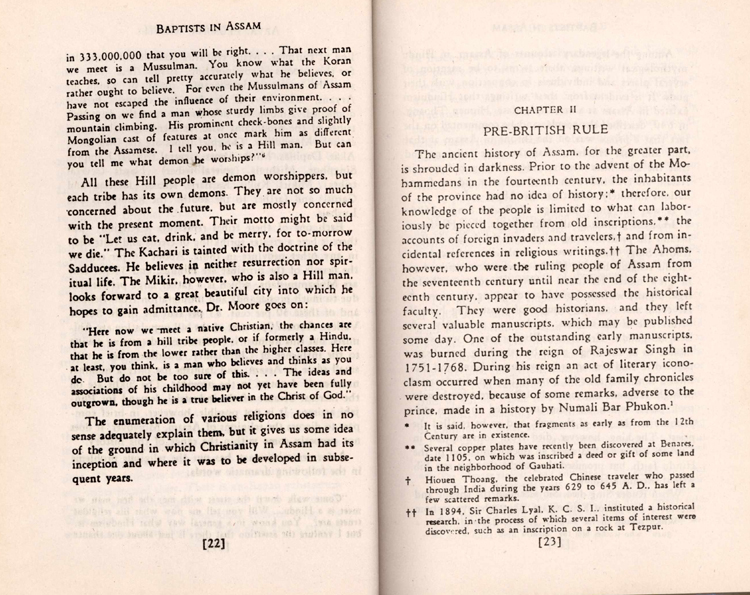 BAPTISTS IN ASSAM
in 333,000,000 that you will be right. . . . That next man
we meet is a Mussulman. You know what the Koran
teaches, so can tell pretty accurately what he believes, or
rather ought to believe. For even the Mussulmans of Assam
have not escaped the influence of their environment. . . .
Passing on we find a man whose sturdy limbs give proof of
mountain climbing. His prominent cheek-bones and slightly
Mongolian cast of features at once mark him as different
from the Assamese. I tell you, he is a Hill man. But can
you tell me what demon he worships?"⁶
All these Hill people are demon worshippers, but
each tribe has its own demons. They are not so much
concerned about the future, but are mostly concerned
with the present moment. Their motto might be said
to be "Let us eat, drink, and be merry, for to-morrow
we die." The Kachari is tainted with the doctrine of the
Sadducees. He believes in neither resurrection nor spir-
itual life. The Mikir, however, who is also a Hill man,
looks forward to a great beautiful city into which he
hopes to gain admittance. Dr. Moore goes on:
"Here now we meet a native Christian, the chances are
that he is from a hill tribe people, or if formerly a Hindu,
that he is from the lower rather than the higher classes. Here
at least, you think, is a man who believes and thinks as you
do. But do not be too sure of this. . . . The ideas and
associations of his childhood may not yet have been fully
outgrown, though he is a true believer in the Christ of God."
The enumeration of various religions does in no
sense adequately explain them, but it gives us some idea
of the ground in which Christianity in Assam had its
inception and where it was to be developed in subse-
quent years.
[22]
CHAPTER II
PRE-BRITISH RULE
The ancient history of Assam, for the greater part,
is shrouded in darkness. Prior to the advent of the Mo-
hammedans in the fourteenth century, the inhabitants
of the province had no idea of history;* therefore, our
knowledge of the people is limited to what can labor-
iously be pieced together from old inscriptions,** the
accounts of foreign invaders and travelers,† and from in-
cidental references in religious writings.†† The Ahoms,
however, who were the ruling people of Assam from
the seventeenth century until near the end of the eight-
eenth century, appear to have possessed the historical
faculty. They were good historians, and they left
several valuable manuscripts, which may be published
some day. One of the outstanding early manuscripts,
was burned during the reign of Rajeswar Singh in
1751-1768. During his reign an act of literary icono-
clasm occurred when many of the old family chronicles
were destroyed, because of some remarks, adverse to the
prince, made in a history by Numali Bar Phukon.¹
* It is said, however, that fragments as early as from the 12th
Century are in existence.
** Several copper plates have recently been discovered at Benares,
date 1105, on which was inscribed a deed or gift of some land
in the neighborhood of Gauhati.
† Hiouen Thoang, the celebrated Chinese traveler who passed
through India during the years 629 to 645 A. D., has left a
few scattered remarks.
†† In 1894, Sir Charles Lyal, K. C. S. I., instituted a historical
research, in the process of which several items of interest were
discovered, such as an inscription on a rock at Tezpur.
[23]